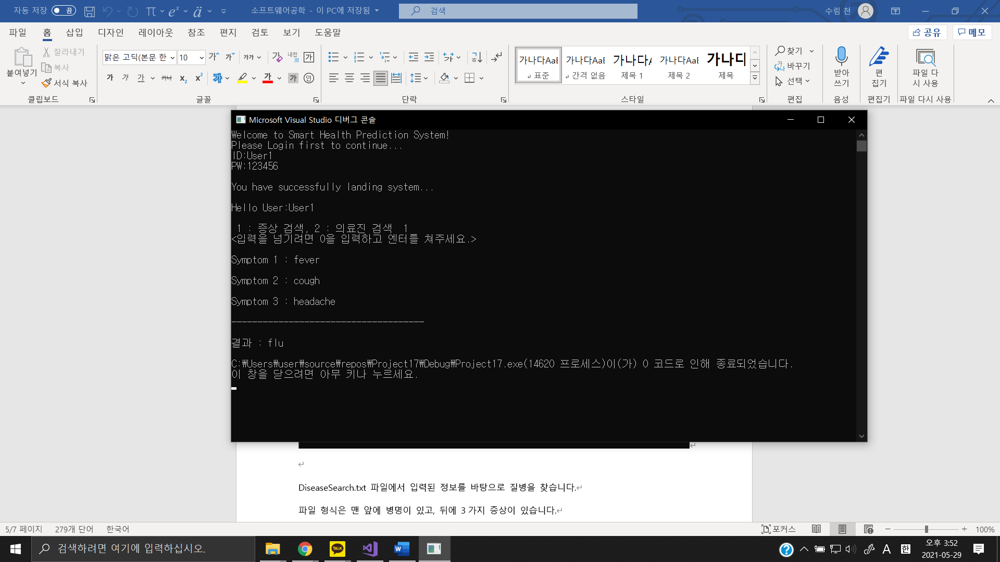 자동 저장 끔 소프트웨어공학 - 이 PC에 저장됨 검색 수림 천
파일 홈 삽입 디자인 레이아웃 참조 편지 검토 보기 도움말 공유 메모
붙여넣기 잘라내기 복사 서식 복사
맑은 고딕(본문 한 10
가나다AaE 가나다AaE 가나다A 가나다AaE 가나다
표준 간격 없음 제목 1 제목 2 제목
찾기 바꾸기 선택
받아쓰기 편집기 파일 다시 사용
클립보드 글꼴 단락 스타일 편집 음성 편집기 파일 다시 사용
Microsoft Visual Studio 디버그 콘솔
Welcome to Smart Health Prediction System!
Please Login first to continue...
ID:User1
PW:123456
You have successfully landing system...
Hello User:User1
1 : 증상 검색, 2 : 의료진 검색 1
<입력을 넘기려면 0을 입력하고 엔터를 쳐주세요.>
Symptom 1 : fever
Symptom 2 : cough
Symptom 3 : headache
-------------------------------------
결과 : flu
C:\Users\user\source\repos\Project17\Debug\Project17.exe(14620 프로세스)이(가) 0 코드로 인해 종료되었습니다.
이 창을 닫으려면 아무 키나 누르세요.
DiseaseSearch.txt 파일에서 입력된 정보를 바탕으로 질병을 찾습니다.
파일 형식은 맨 앞에 병명이 있고, 뒤에 3가지 증상이 있습니다.
5/7 페이지 279개 단어 한국어 포커스 100%
검색하려면 여기에 입력하십시오. TALK A 한 오후 3:52
2021-05-29